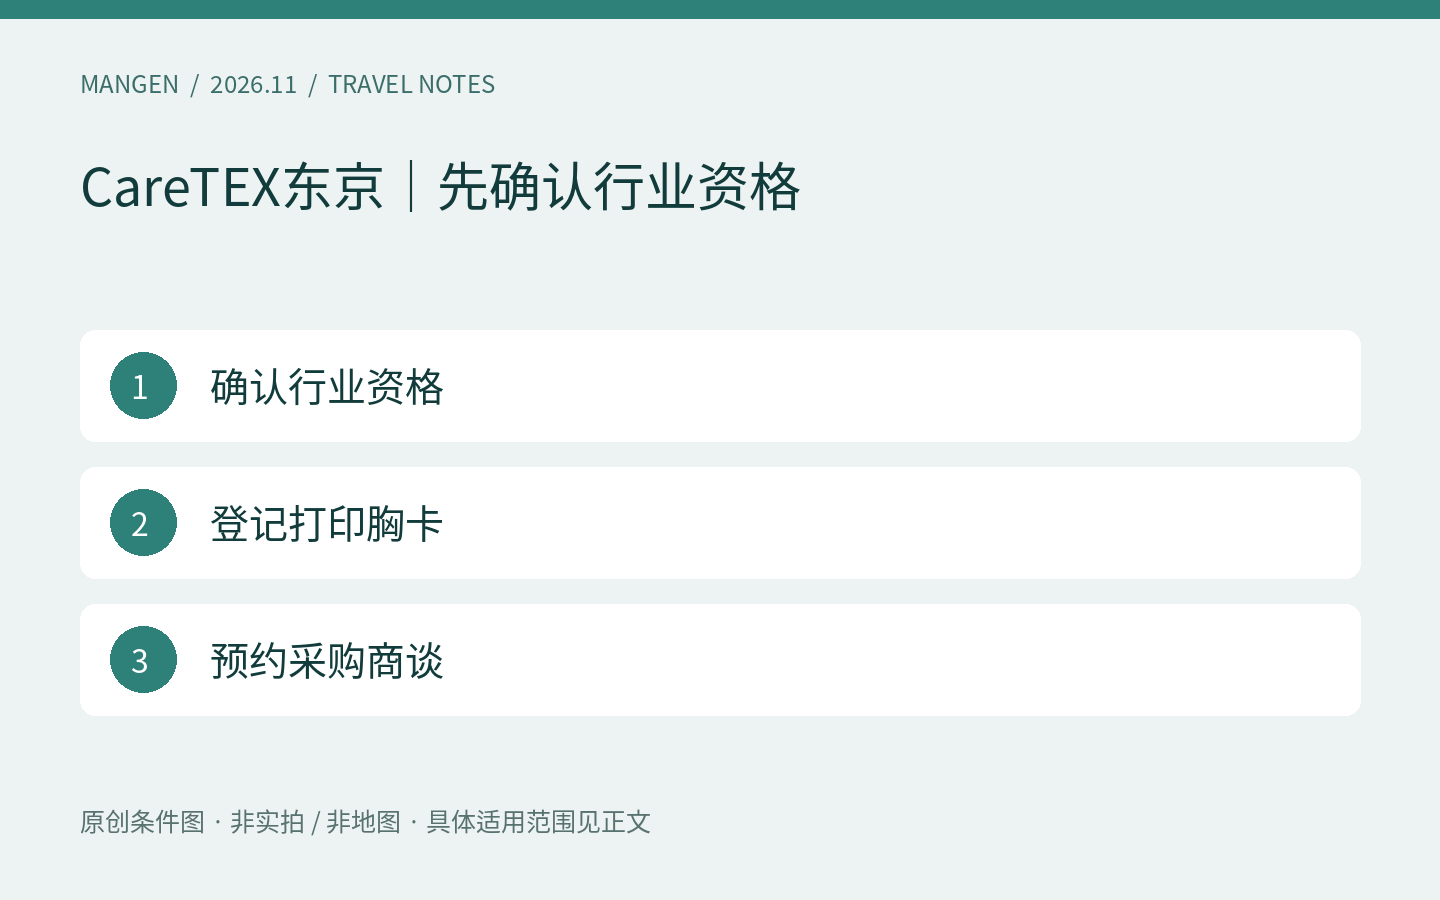 MANGEN / 2026.11 / TRAVEL NOTES
CareTEX东京｜先确认行业资格
1 确认行业资格
2 登记打印胸卡
3 预约采购商谈
原创条件图 · 非实拍 / 非地图 · 具体适用范围见正文